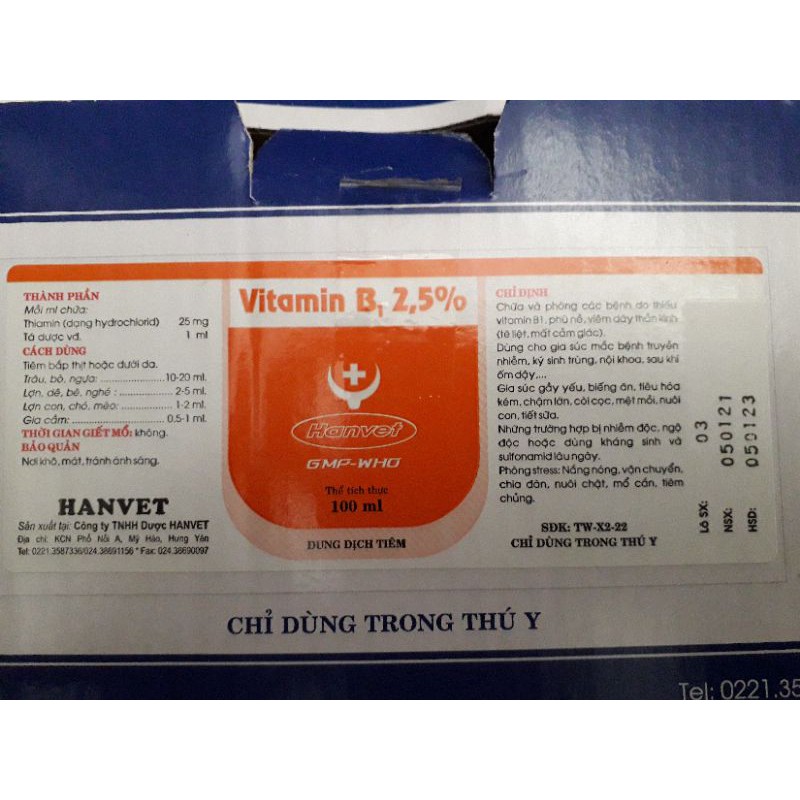 THÀNH PHẦN
Mỗi ml chứa:
Thiamin (dạng hydrochlorid) 25 mg
Tá dược vđ. 1 ml
CÁCH DÙNG
Tiêm bắp thịt hoặc dưới da.
Trâu, bò, ngựa: 10-20 ml.
Lợn, dê, bê, nghé : 2-5 ml.
Lợn con, chó, mèo: 1-2 ml.
Gia cầm: 0.5-1 ml.
THỜI GIAN GIẾT MỔ: không.
BẢO QUẢN
Nơi khô, mát, tránh ánh sáng.
HANVET
Sản xuất tại: Công ty TNHH Dược HANVET
Địa chỉ: KCN Phố Nối A, Mỹ Hào, Hưng Yên
Tel: 0221.3587336/024.38691156 * Fax: 024.38690097
Vitamin B1 2,5%
Hanvet
GMP-WHO
Thể tích thực
100 ml
DUNG DỊCH TIÊM
CHỈ ĐỊNH
Chữa và phòng các bệnh do thiếu
vitamin B1, phù nề, viêm dây thần kinh
(tê liệt, mất cảm giác).
Dùng cho gia súc mắc bệnh truyền
nhiễm, ký sinh trùng, nội khoa, sau khi
ốm dậy,...
Gia súc gầy yếu, biếng ăn, tiêu hóa
kém, chậm lớn, còi cọc, mệt mỏi, nuôi
con, tiết sữa.
Những trường hợp bị nhiễm độc, ngộ
độc hoặc dùng kháng sinh và
sulfonamid lâu ngày.
Phòng stress: Nắng nóng, vận chuyển,
chia đàn, nuôi chật, mổ cắn, tiêm
chủng.
SĐK: TW-X2-22
CHỈ DÙNG TRONG THÚ Y
Lô SX: 03
NSX: 050121
HSD: 050123
CHỈ DÙNG TRONG THÚ Y
Tel: 0221.35